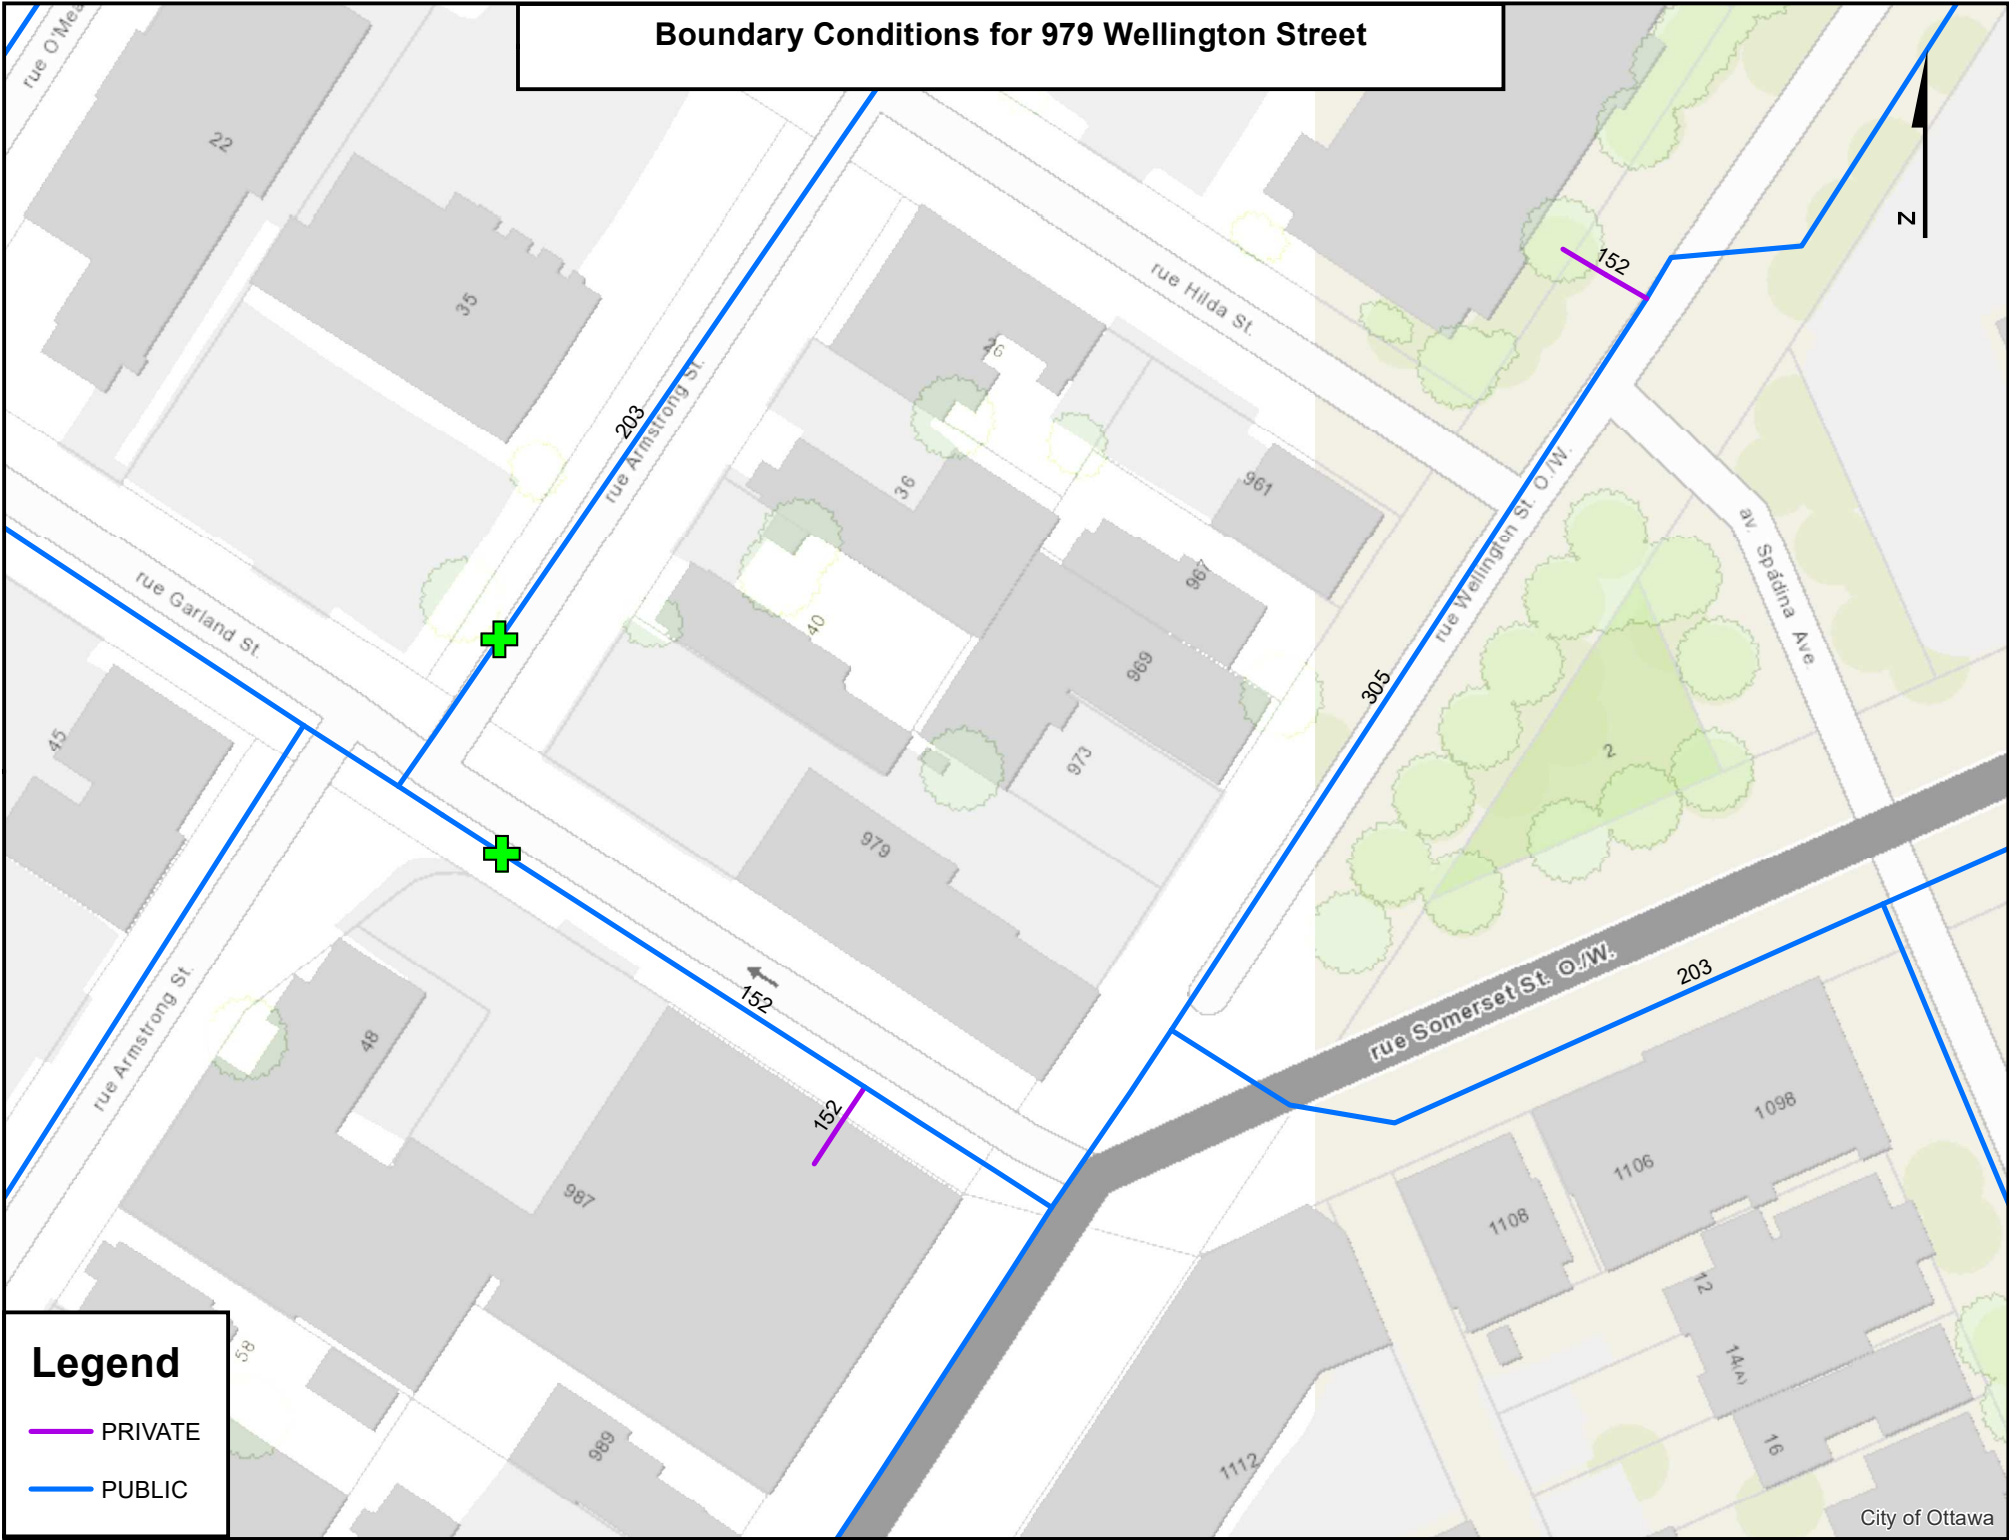 Boundary Conditions for 979 Wellington Street
rue O'Mea
22
35
203
rue Armstrong St.
26
36
40
rue Hilda St.
152
N
961
967
969
973
979
rue Wellington St. O./W.
305
av. Spadina Ave.
2
rue Garland St.
45
48
rue Armstrong St.
152
152
987
rue Somerset St. O./W.
203
1098
1106
1108
12
14(A)
16
1112
58
989
Legend
PRIVATE
PUBLIC
City of Ottawa